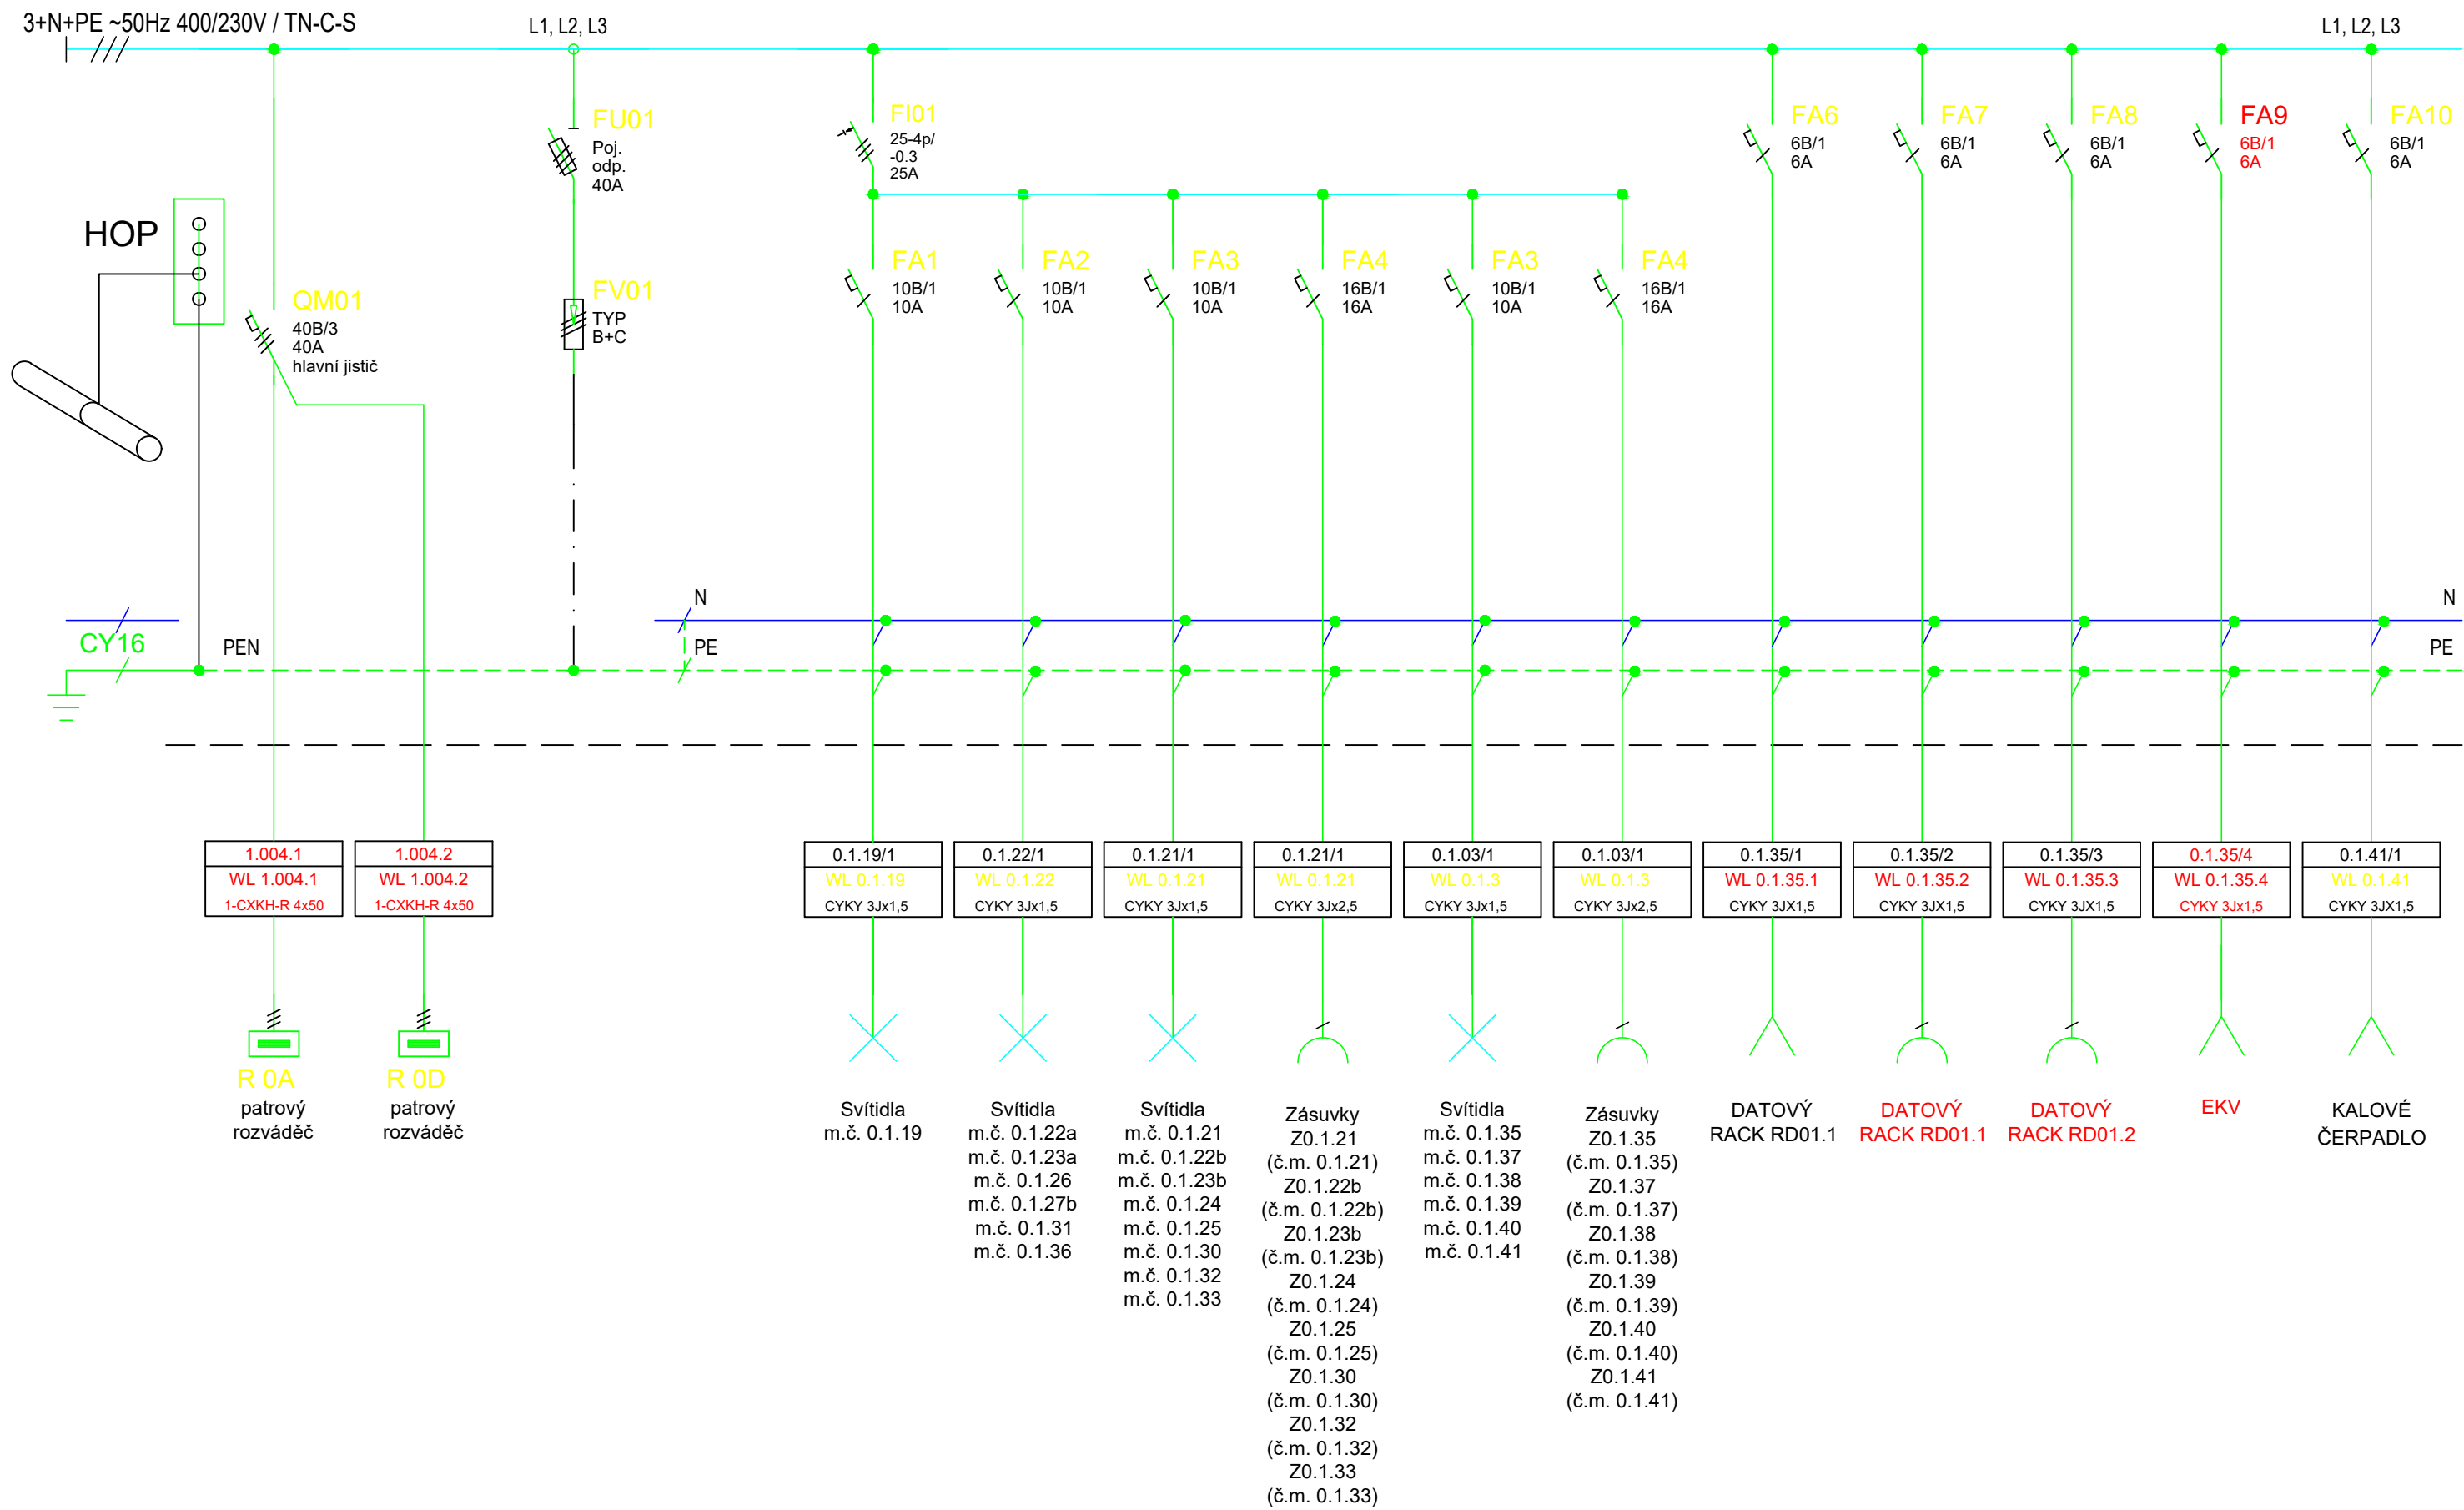 3+N+PE ~50Hz 400/230V / TN-C-S
L1, L2, L3
L1, L2, L3
HOP
QM01
40B/3
40A
hlavní jistič
FU01
Poj.
odp.
40A
FV01
TYP
B+C
FI01
25-4p/
-0.3
25A
FA1
10B/1
10A
FA2
10B/1
10A
FA3
10B/1
10A
FA4
16B/1
16A
FA3
10B/1
10A
FA4
16B/1
16A
FA6
6B/1
6A
FA7
6B/1
6A
FA8
6B/1
6A
FA9
6B/1
6A
FA10
6B/1
6A
CY16
PEN
N
PE
N
PE
1.004.1
WL 1.004.1
1-CXKH-R 4x50
R 0A
patrový
rozváděč
1.004.2
WL 1.004.2
1-CXKH-R 4x50
R 0D
patrový
rozváděč
0.1.19/1
WL 0.1.19
CYKY 3Jx1,5
Svítidla
m.č. 0.1.19
0.1.22/1
WL 0.1.22
CYKY 3Jx1,5
Svítidla
m.č. 0.1.22a
m.č. 0.1.23a
m.č. 0.1.26
m.č. 0.1.27b
m.č. 0.1.31
m.č. 0.1.36
0.1.21/1
WL 0.1.21
CYKY 3Jx1,5
Svítidla
m.č. 0.1.21
m.č. 0.1.22b
m.č. 0.1.23b
m.č. 0.1.24
m.č. 0.1.25
m.č. 0.1.30
m.č. 0.1.32
m.č. 0.1.33
0.1.21/1
WL 0.1.21
CYKY 3Jx2,5
Zásuvky
Z0.1.21
(č.m. 0.1.21)
Z0.1.22b
(č.m. 0.1.22b)
Z0.1.23b
(č.m. 0.1.23b)
Z0.1.24
(č.m. 0.1.24)
Z0.1.25
(č.m. 0.1.25)
Z0.1.30
(č.m. 0.1.30)
Z0.1.32
(č.m. 0.1.32)
Z0.1.33
(č.m. 0.1.33)
0.1.03/1
WL 0.1.3
CYKY 3Jx1,5
Svítidla
m.č. 0.1.35
m.č. 0.1.37
m.č. 0.1.38
m.č. 0.1.39
m.č. 0.1.40
m.č. 0.1.41
0.1.03/1
WL 0.1.3
CYKY 3Jx2,5
Zásuvky
Z0.1.35
(č.m. 0.1.35)
Z0.1.37
(č.m. 0.1.37)
Z0.1.38
(č.m. 0.1.38)
Z0.1.39
(č.m. 0.1.39)
Z0.1.40
(č.m. 0.1.40)
Z0.1.41
(č.m. 0.1.41)
0.1.35/1
WL 0.1.35.1
CYKY 3JX1,5
DATOVÝ
RACK RD01.1
0.1.35/2
WL 0.1.35.2
CYKY 3JX1,5
DATOVÝ
RACK RD01.1
0.1.35/3
WL 0.1.35.3
CYKY 3JX1,5
DATOVÝ
RACK RD01.2
0.1.35/4
WL 0.1.35.4
CYKY 3Jx1,5
EKV
0.1.41/1
WL 0.1.41
CYKY 3JX1,5
KALOVÉ
ČERPADLO